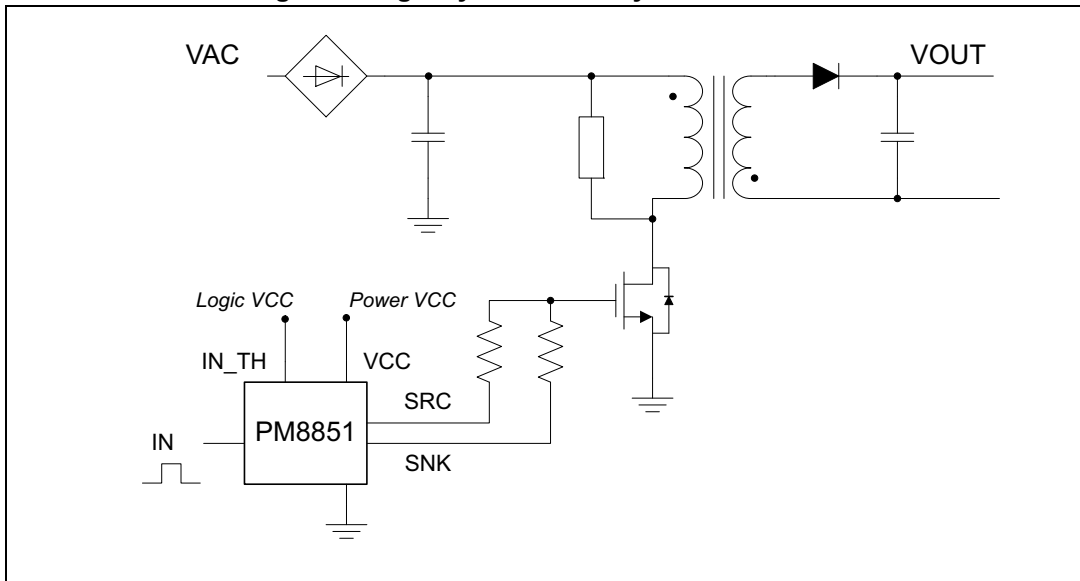 VAC
VOUT
Logic VCC
Power VCC
IN_TH
VCC
SRC
PM8851
IN
SNK